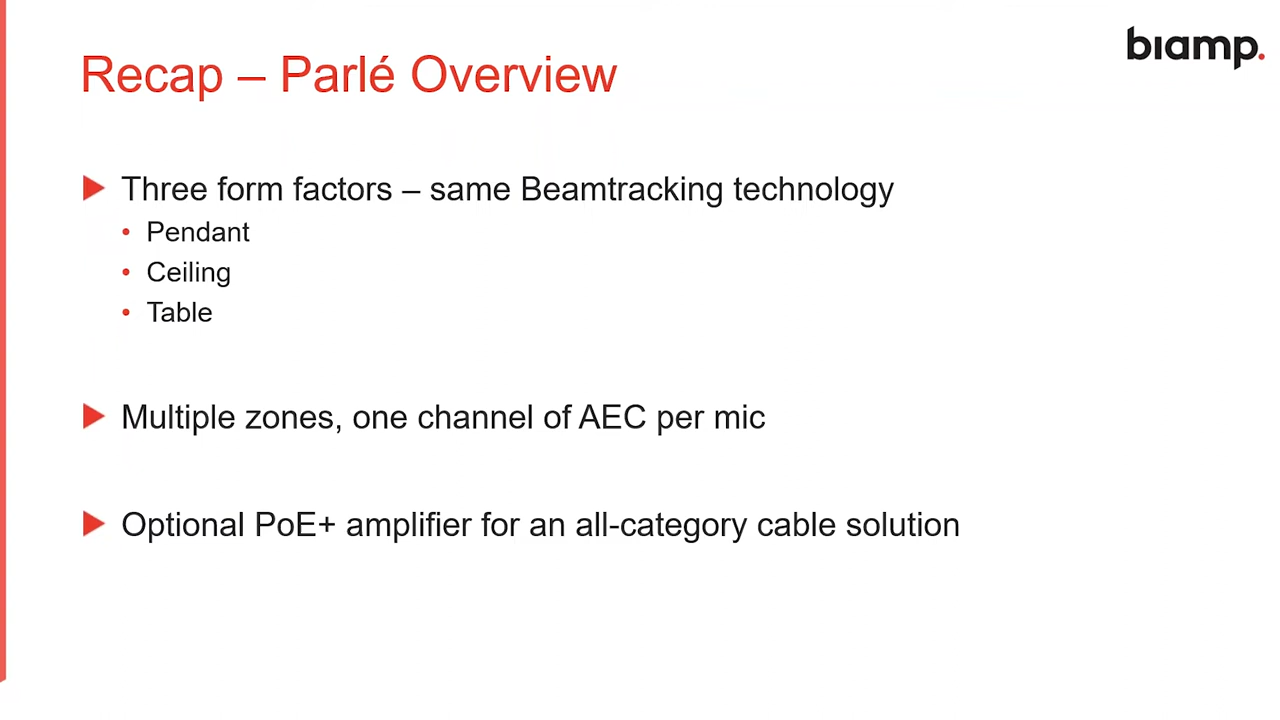 biamp.
Recap – Parlé Overview
Three form factors – same Beamtracking technology
• Pendant
• Ceiling
• Table
Multiple zones, one channel of AEC per mic
Optional PoE+ amplifier for an all-category cable solution